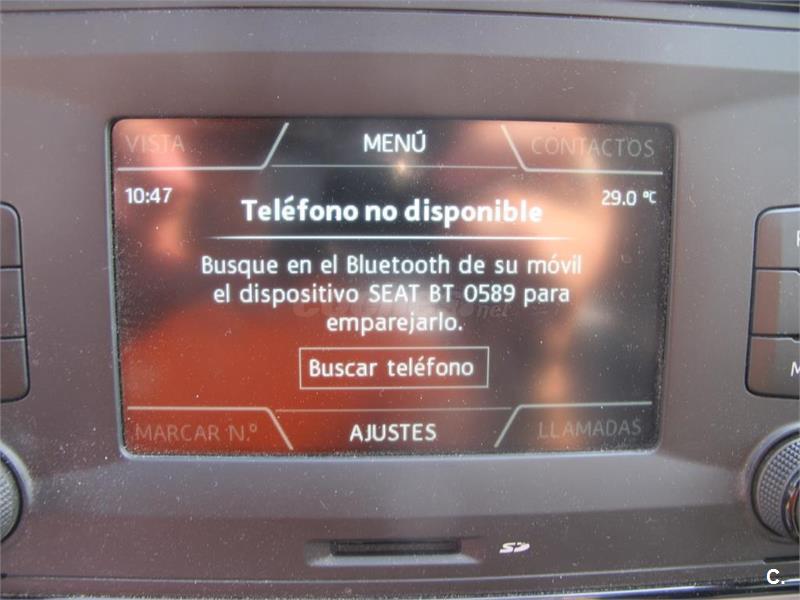 VISTA
MENÚ
CONTACTOS
10:47
29.0 °C
Teléfono no disponible
Busque en el Bluetooth de su móvil
el dispositivo SEAT BT 0589 para
emparejarlo.
Buscar teléfono
MARCAR N.º
AJUSTES
LLAMADAS
SD
C.